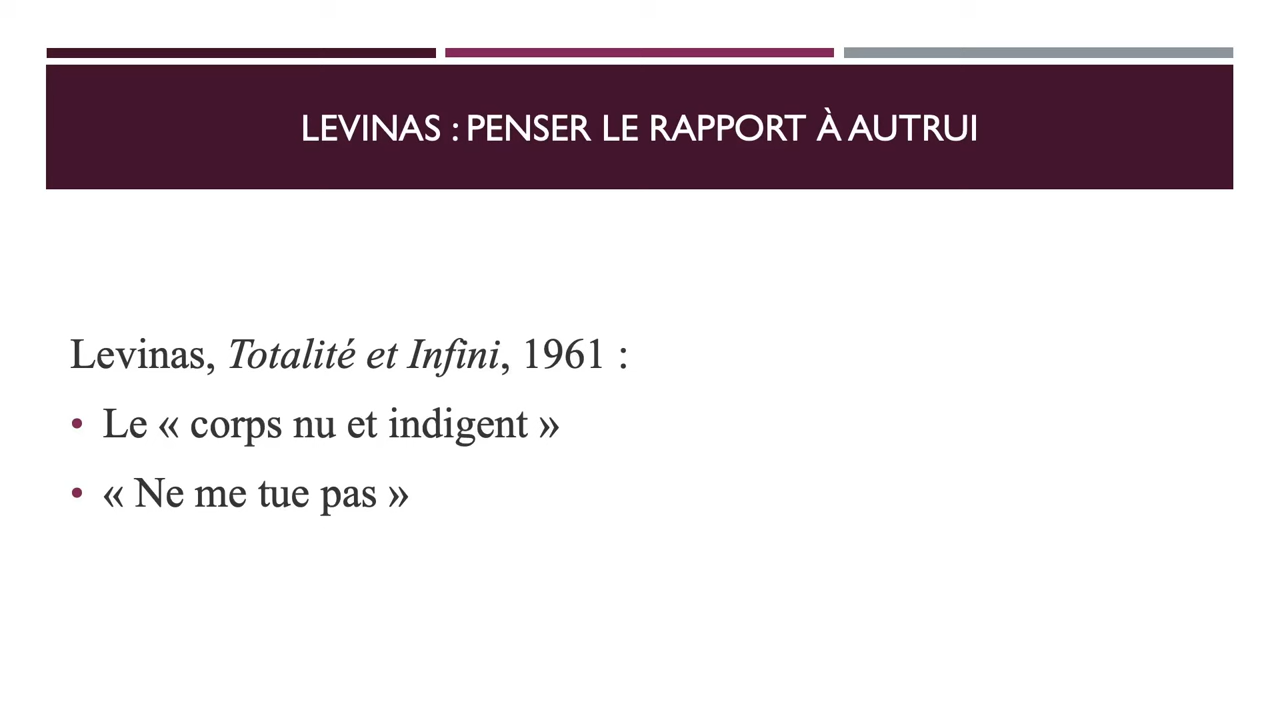 LEVINAS : PENSER LE RAPPORT À AUTRUI
Levinas, Totalité et Infini, 1961 :
• Le « corps nu et indigent »
• « Ne me tue pas »